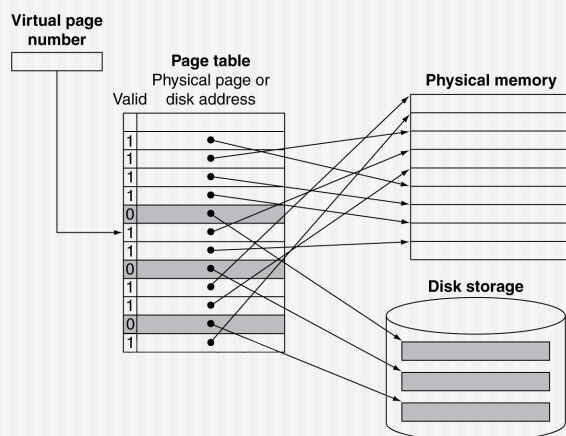 Virtual page
number
Page table
Physical page or
Valid disk address
Physical memory
1
1
1
1
0
1
1
0
1
1
0
1
Disk storage